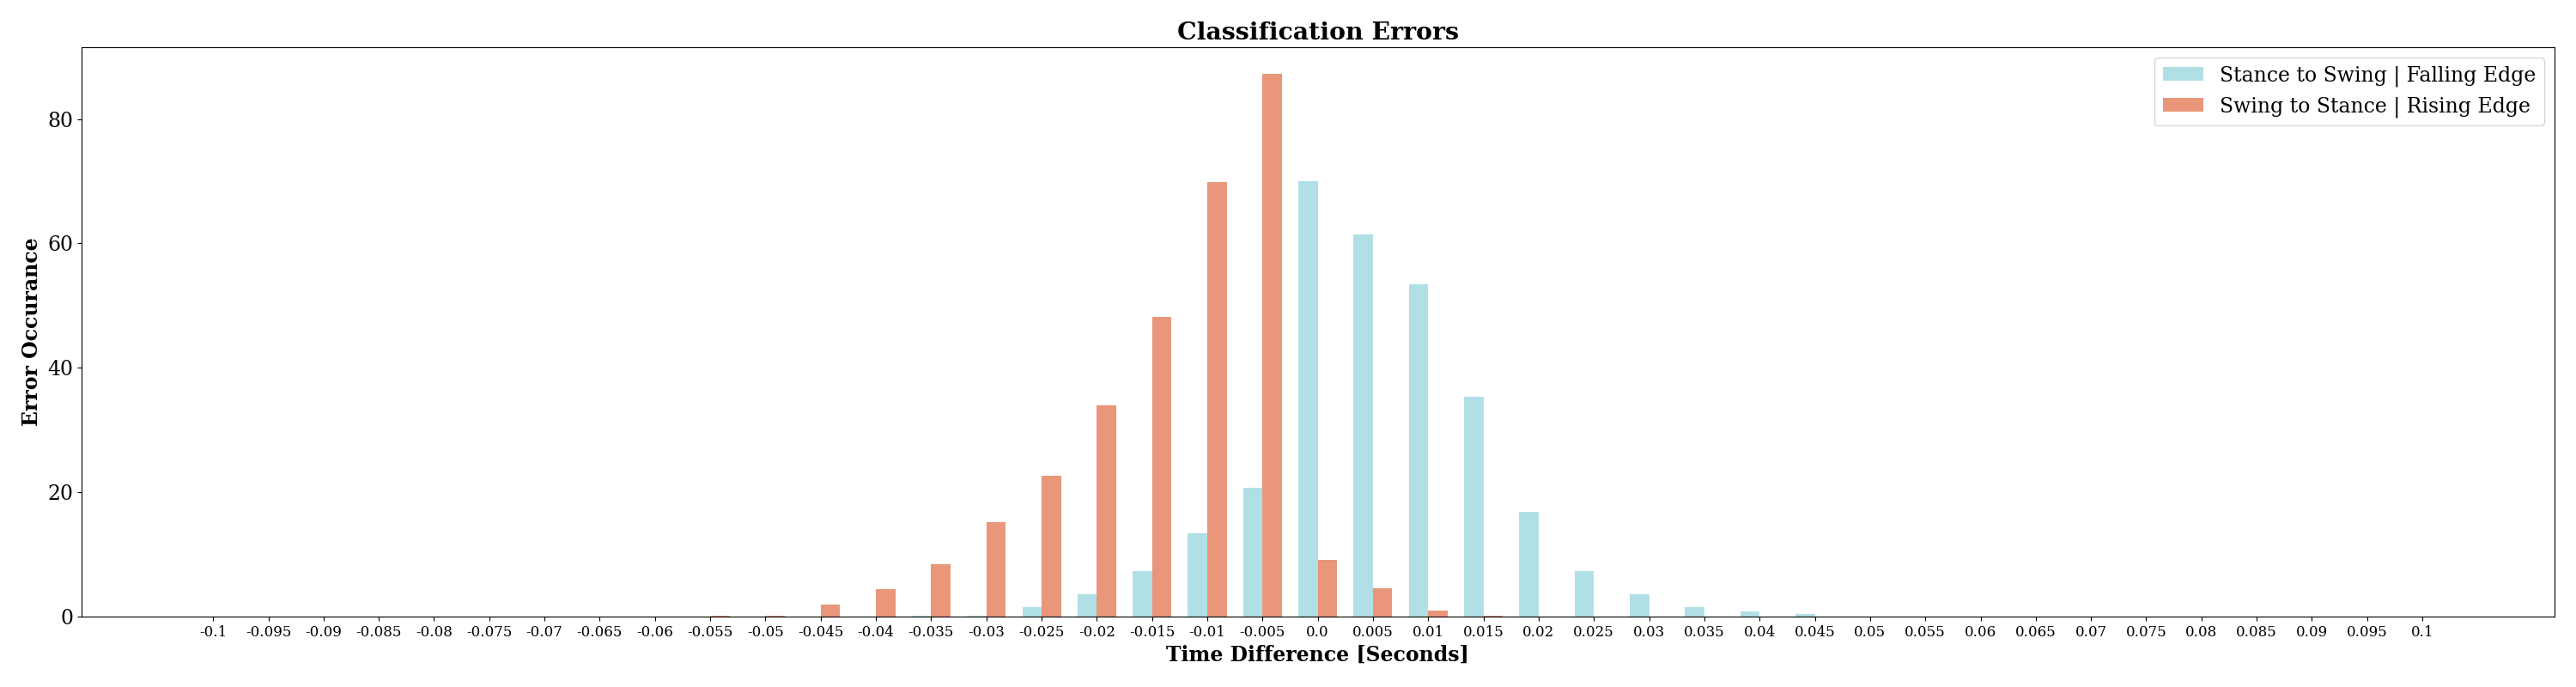 Classification Errors
Stance to Swing | Falling Edge
Swing to Stance | Rising Edge
Error Occurance
80
60
40
20
0
-0.1 -0.095 -0.09 -0.085 -0.08 -0.075 -0.07 -0.065 -0.06 -0.055 -0.05 -0.045 -0.04 -0.035 -0.03 -0.025 -0.02 -0.015 -0.01 -0.005 0.0 0.005 0.01 0.015 0.02 0.025 0.03 0.035 0.04 0.045 0.05 0.055 0.06 0.065 0.07 0.075 0.08 0.085 0.09 0.095 0.1
Time Difference [Seconds]